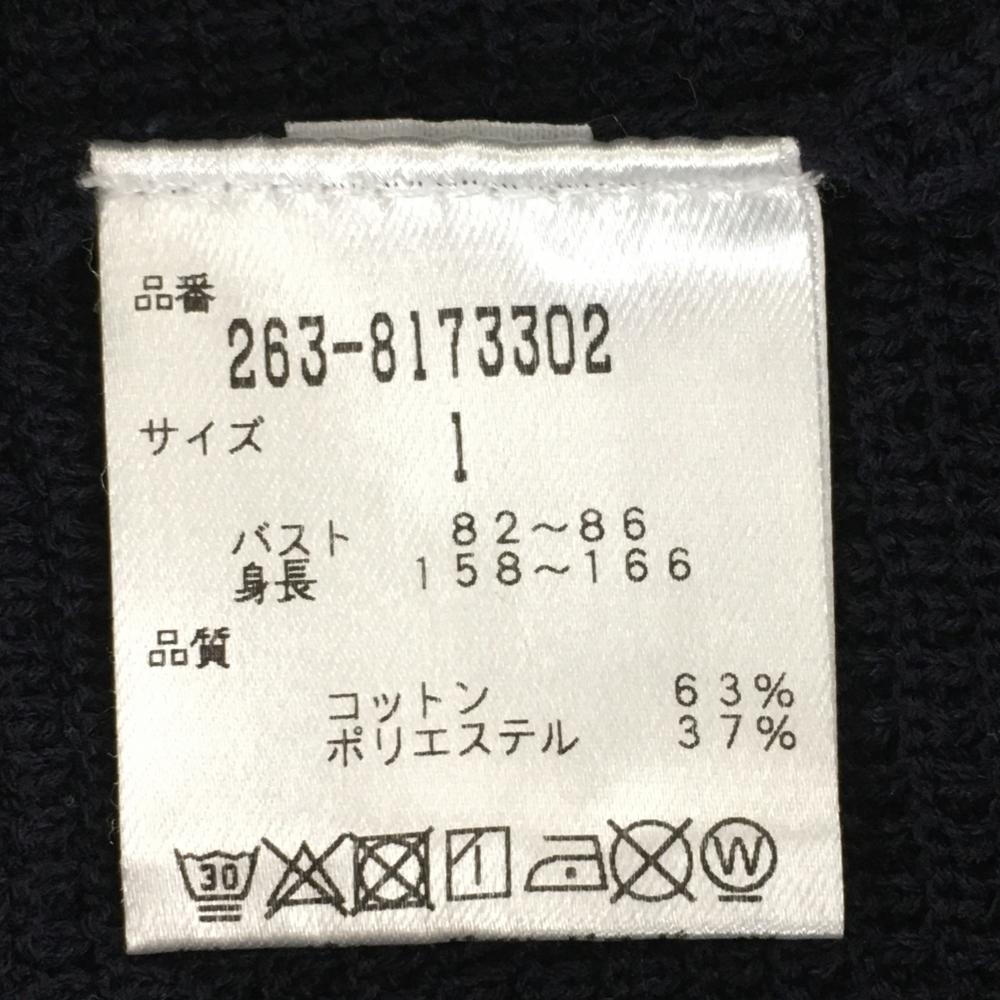 品番
263-8173302
サイズ 1
バスト 82～86
身長 158～166
品質
コットン 63%
ポリエステル 37%
30 W